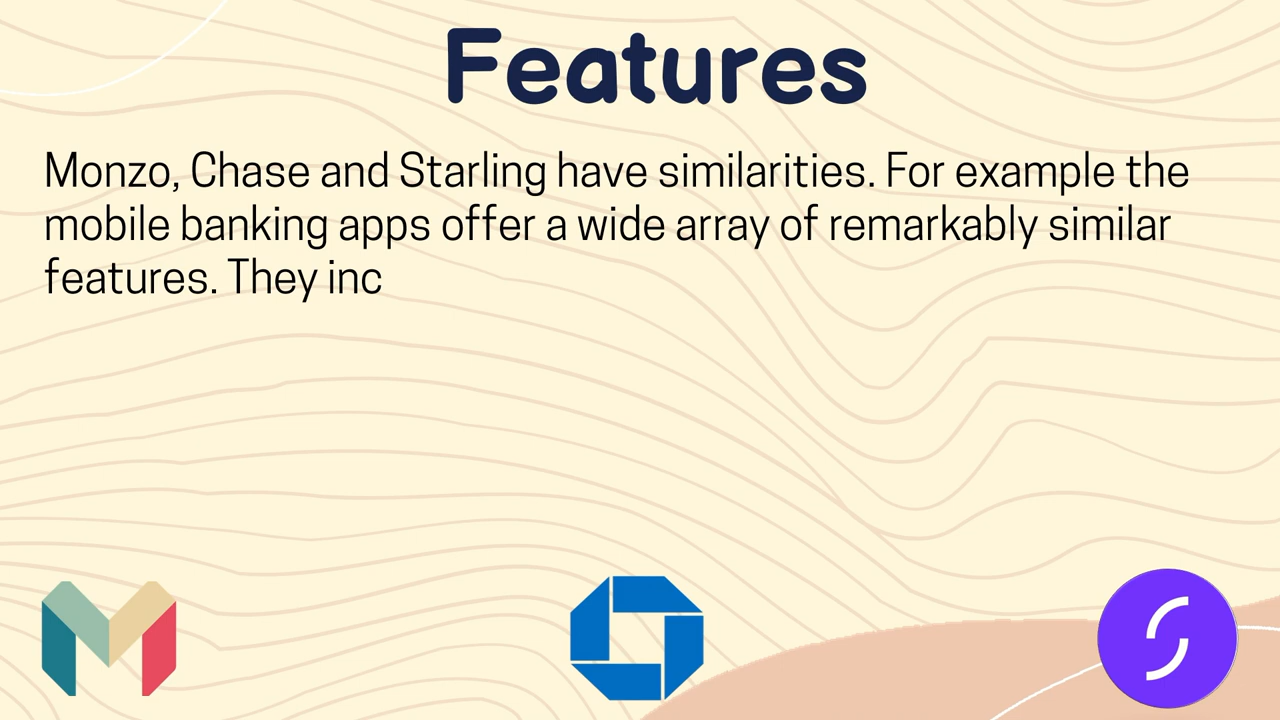 Features
Monzo, Chase and Starling have similarities. For example the
mobile banking apps offer a wide array of remarkably similar
features. They inc